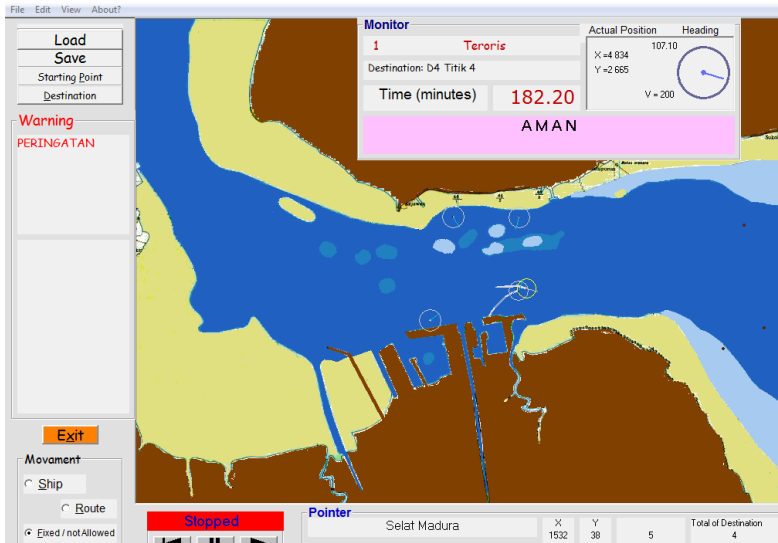 File Edit View About?
Load
Save
Starting Point
Destination
Warning
PERINGATAN
Exit
Movament
Ship
Route
Fixed / not Allowed
Monitor
1 Teroris
Destination: D4 Titik 4
Time (minutes) 182.20
AMAN
Actual Position Heading
107.10
X =4 834
Y =2 665
V = 200
Stopped
Pointer
Selat Madura
X Y
1532 38 5
Total of Destination
4